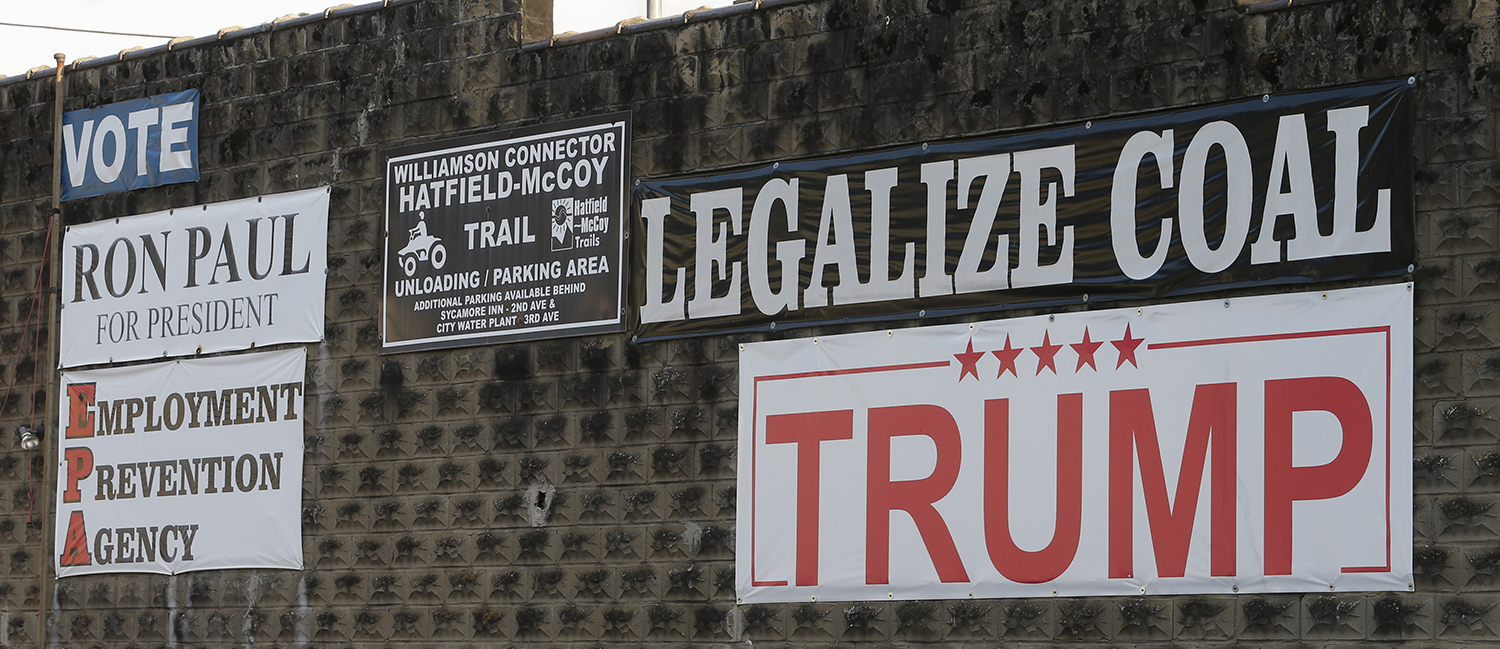 VOTE
RON PAUL
FOR PRESIDENT
EMPLOYMENT
PREVENTION
AGENCY
WILLIAMSON CONNECTOR
HATFIELD-McCOY
TRAIL
Hatfield
-McCoy
Trails
UNLOADING / PARKING AREA
ADDITIONAL PARKING AVAILABLE BEHIND
SYCAMORE INN - 2ND AVE &
CITY WATER PLANT - 3RD AVE
LEGALIZE COAL
TRUMP